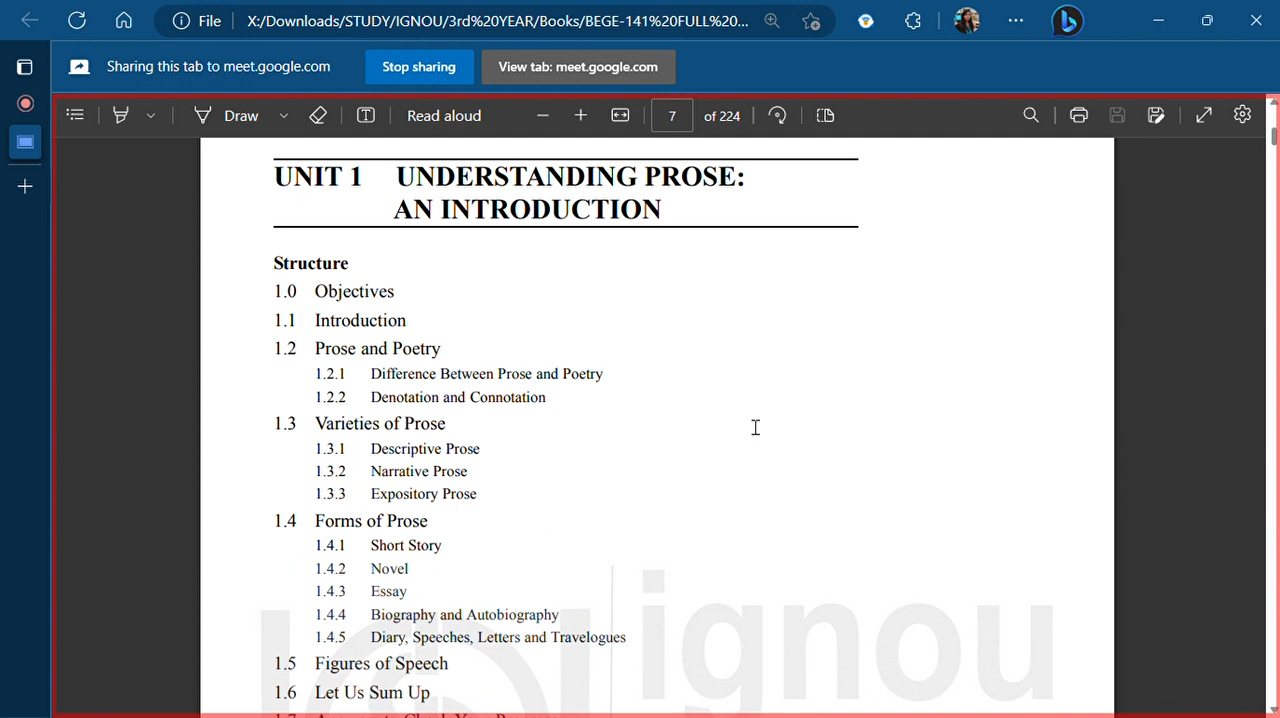 File X:/Downloads/STUDY/IGNOU/3rd%20YEAR/Books/BEGE-141%20FULL%20...
Sharing this tab to meet.google.com Stop sharing View tab: meet.google.com
Draw Read aloud 7 of 224
UNIT 1 UNDERSTANDING PROSE:
AN INTRODUCTION
Structure
1.0 Objectives
1.1 Introduction
1.2 Prose and Poetry
1.2.1 Difference Between Prose and Poetry
1.2.2 Denotation and Connotation
1.3 Varieties of Prose
1.3.1 Descriptive Prose
1.3.2 Narrative Prose
1.3.3 Expository Prose
1.4 Forms of Prose
1.4.1 Short Story
1.4.2 Novel
1.4.3 Essay
1.4.4 Biography and Autobiography
1.4.5 Diary, Speeches, Letters and Travelogues
ignou
1.5 Figures of Speech
1.6 Let Us Sum Up